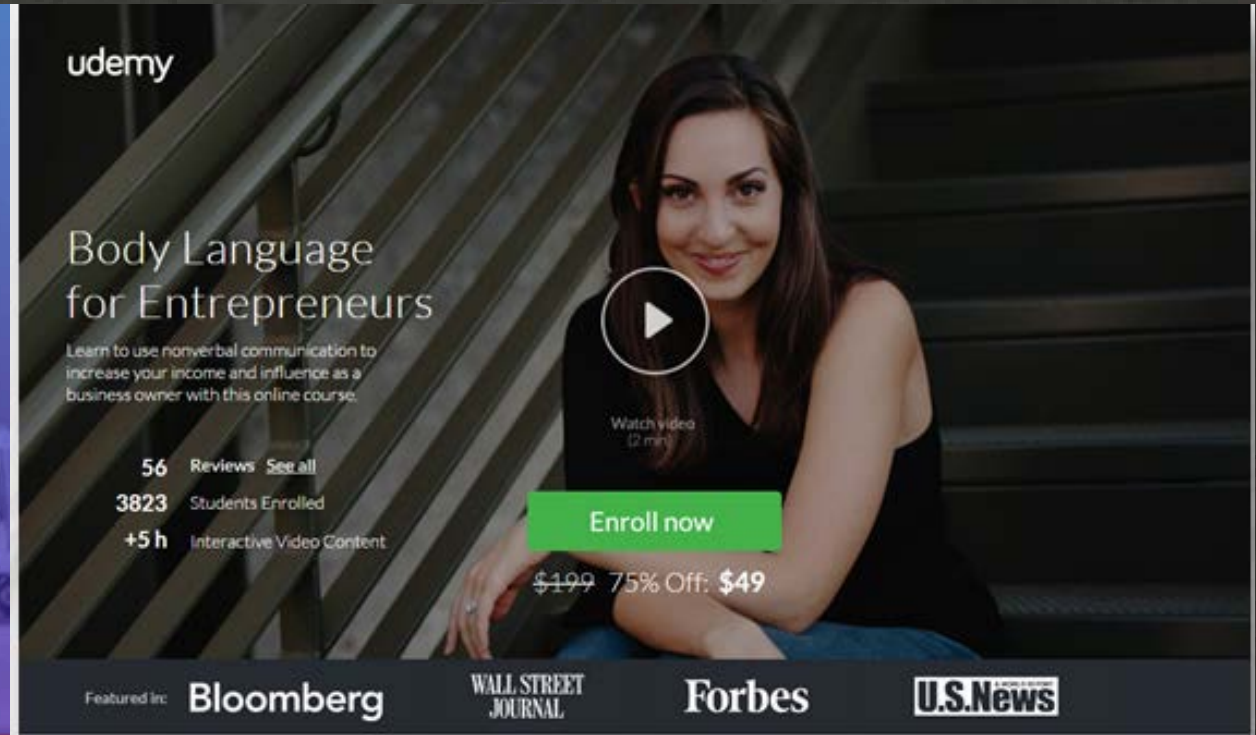 udemy
Body Language
for Entrepreneurs
Learn to use nonverbal communication to
increase your income and influence as a
business owner with this online course.
56 Reviews See all
3823 Students Enrolled
+5 h Interactive Video Content
Watch video
(2 min)
Enroll now
$199 75% Off: $49
Featured in: Bloomberg WALL STREET JOURNAL Forbes U.S.News